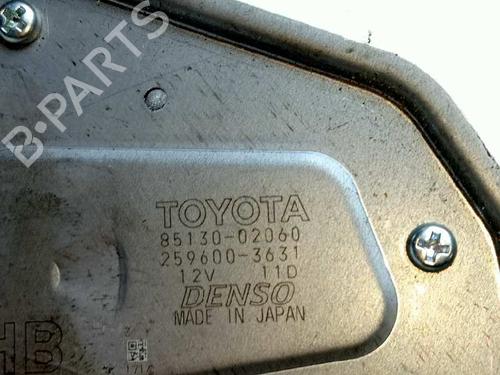 B-PARTS
TOYOTA
85130-02060
259600-3631
12V 11D
DENSO
MADE IN JAPAN
HB